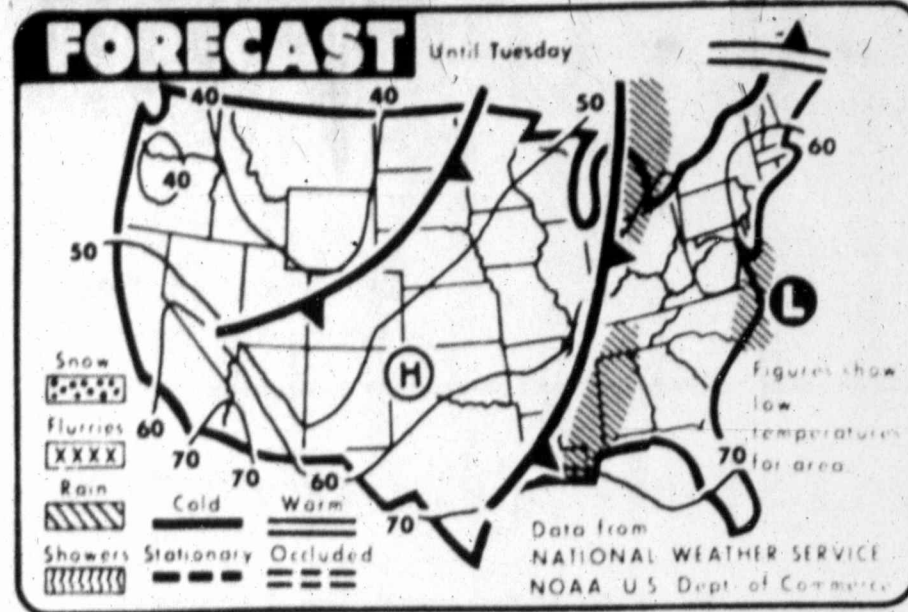 FORECAST Until Tuesday
40 40 50
60
40
50
L
H
Snow
Flurries
XXXX
Rain
Showers
60 70 70 60 70 70
Cold Warm
Stationary Occluded
Figures show
low
temperatures
for area
Data from
NATIONAL WEATHER SERVICE
NOAA U S Dept. of Commerce